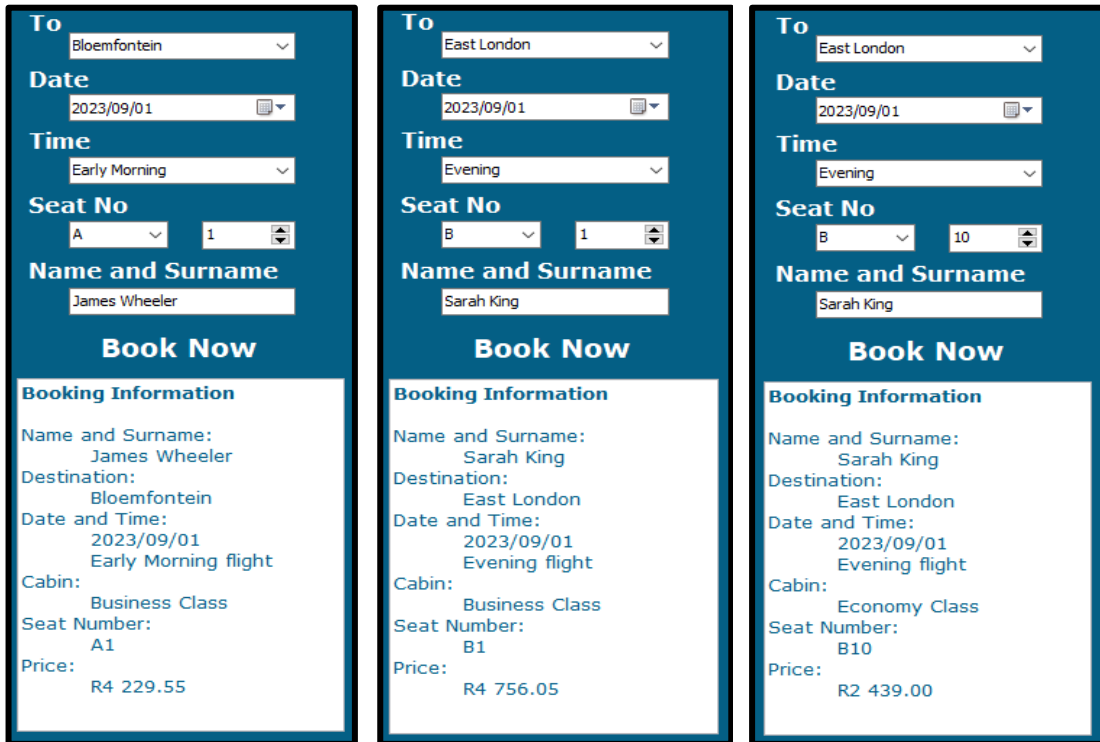 To
Bloemfontein
Date
2023/09/01
Time
Early Morning
Seat No
A 1
Name and Surname
James Wheeler
Book Now
Booking Information
Name and Surname:
James Wheeler
Destination:
Bloemfontein
Date and Time:
2023/09/01
Early Morning flight
Cabin:
Business Class
Seat Number:
A1
Price:
R4 229.55
To
East London
Date
2023/09/01
Time
Evening
Seat No
B 1
Name and Surname
Sarah King
Book Now
Booking Information
Name and Surname:
Sarah King
Destination:
East London
Date and Time:
2023/09/01
Evening flight
Cabin:
Business Class
Seat Number:
B1
Price:
R4 756.05
To
East London
Date
2023/09/01
Time
Evening
Seat No
B 10
Name and Surname
Sarah King
Book Now
Booking Information
Name and Surname:
Sarah King
Destination:
East London
Date and Time:
2023/09/01
Evening flight
Cabin:
Economy Class
Seat Number:
B10
Price:
R2 439.00